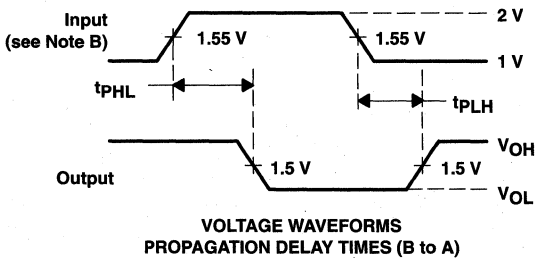 Input
(see Note B)
1.55 V
1.55 V
2 V
1 V
tPHL
tPLH
Output
1.5 V
1.5 V
VOH
VOL
VOLTAGE WAVEFORMS
PROPAGATION DELAY TIMES (B to A)